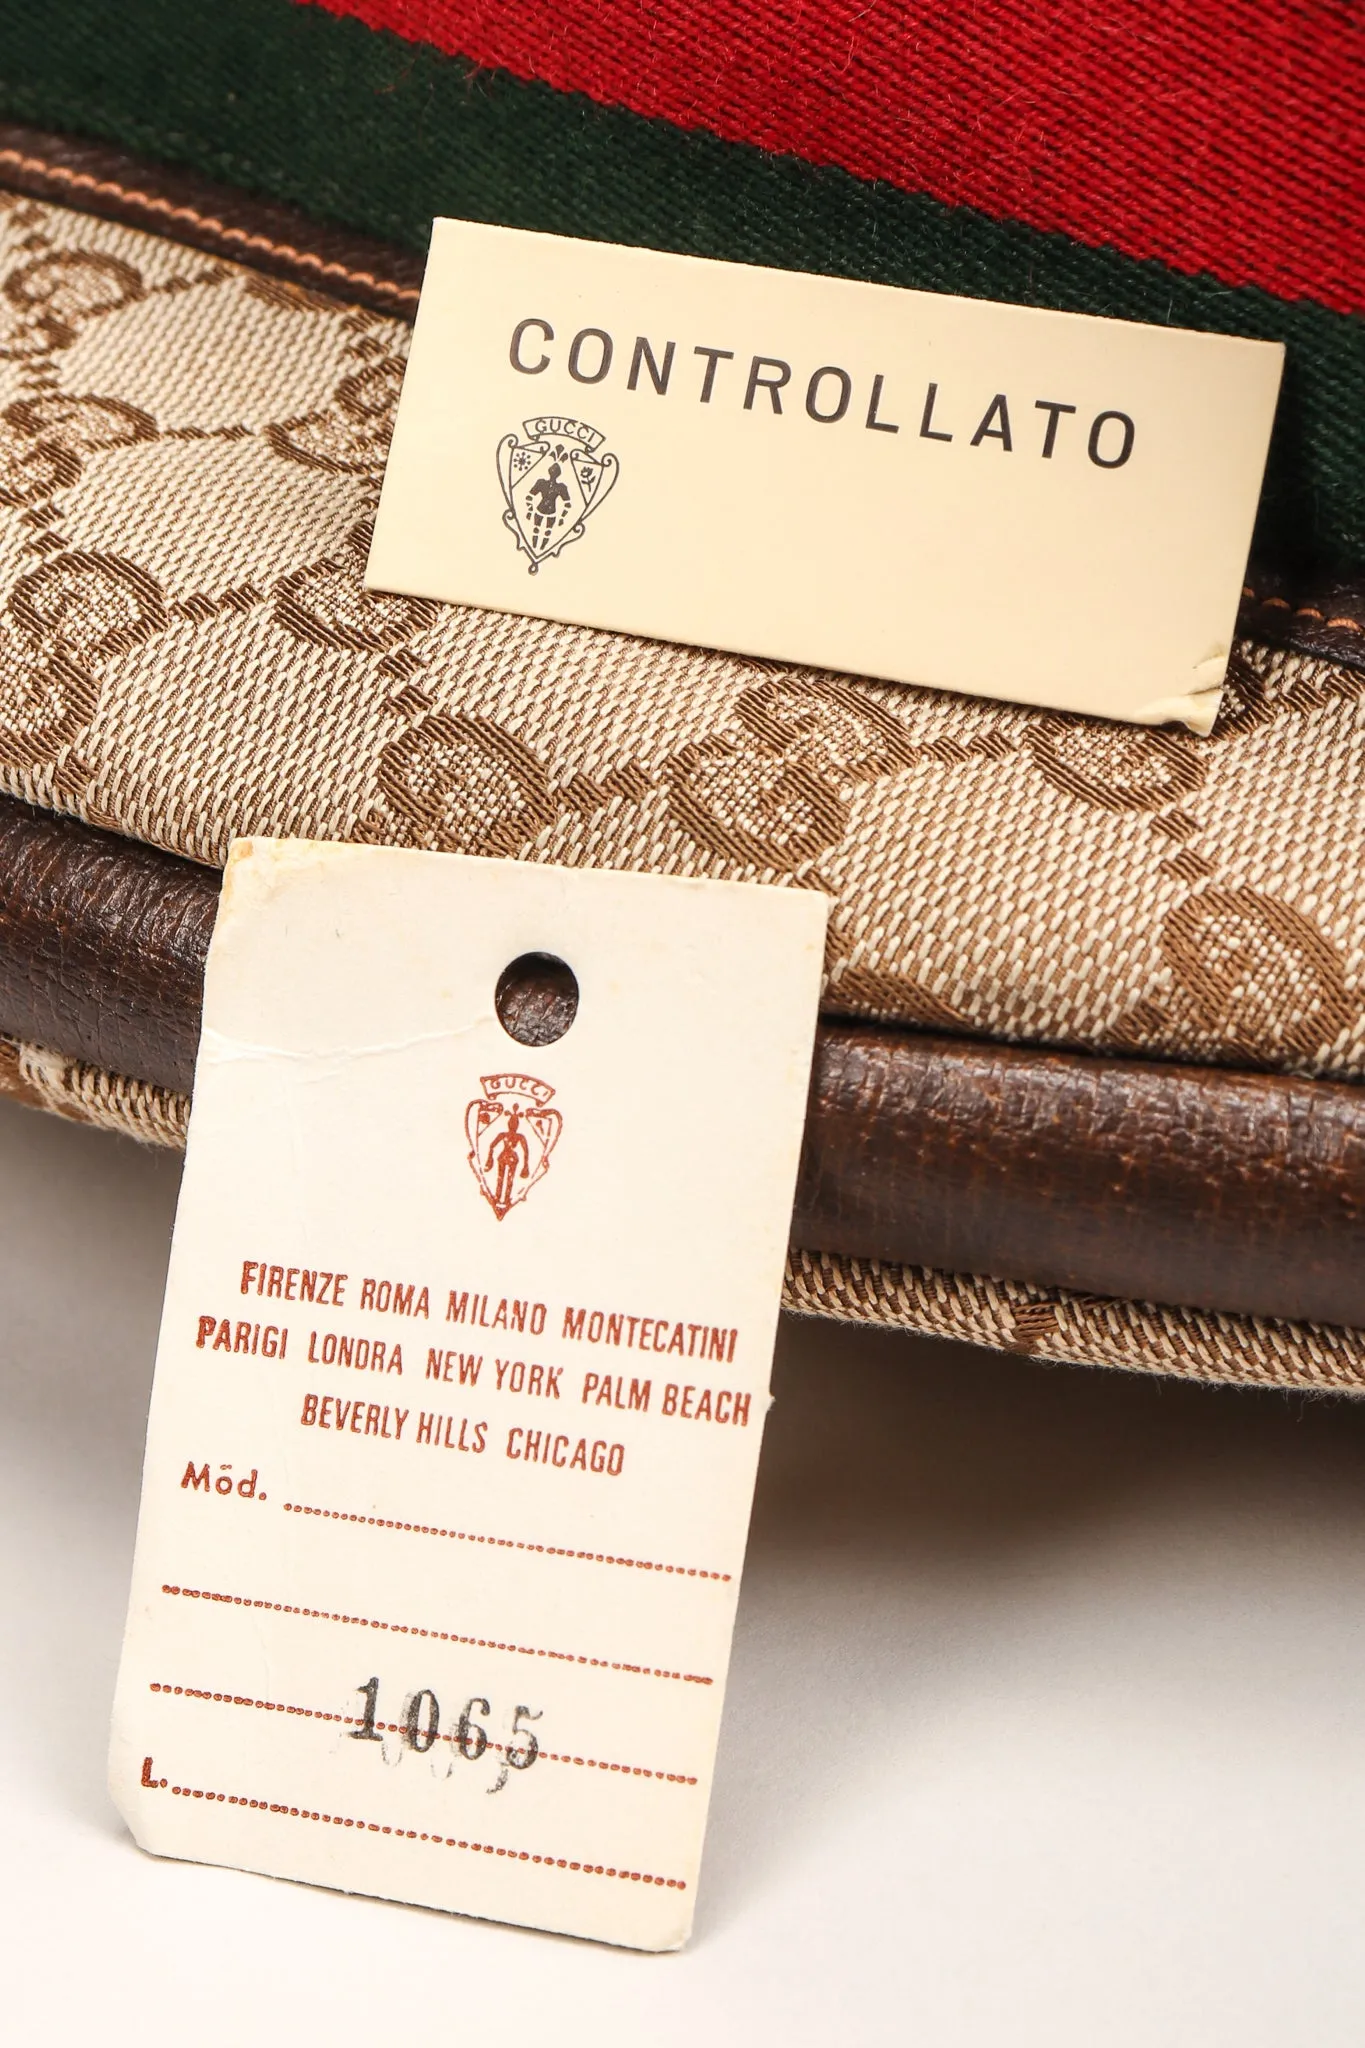 CONTROLLATO
GUCCI
GUCCI
FIRENZE ROMA MILANO MONTECATINI
PARIGI LONDRA NEW YORK PALM BEACH
BEVERLY HILLS CHICAGO
Mod.
1065
L.